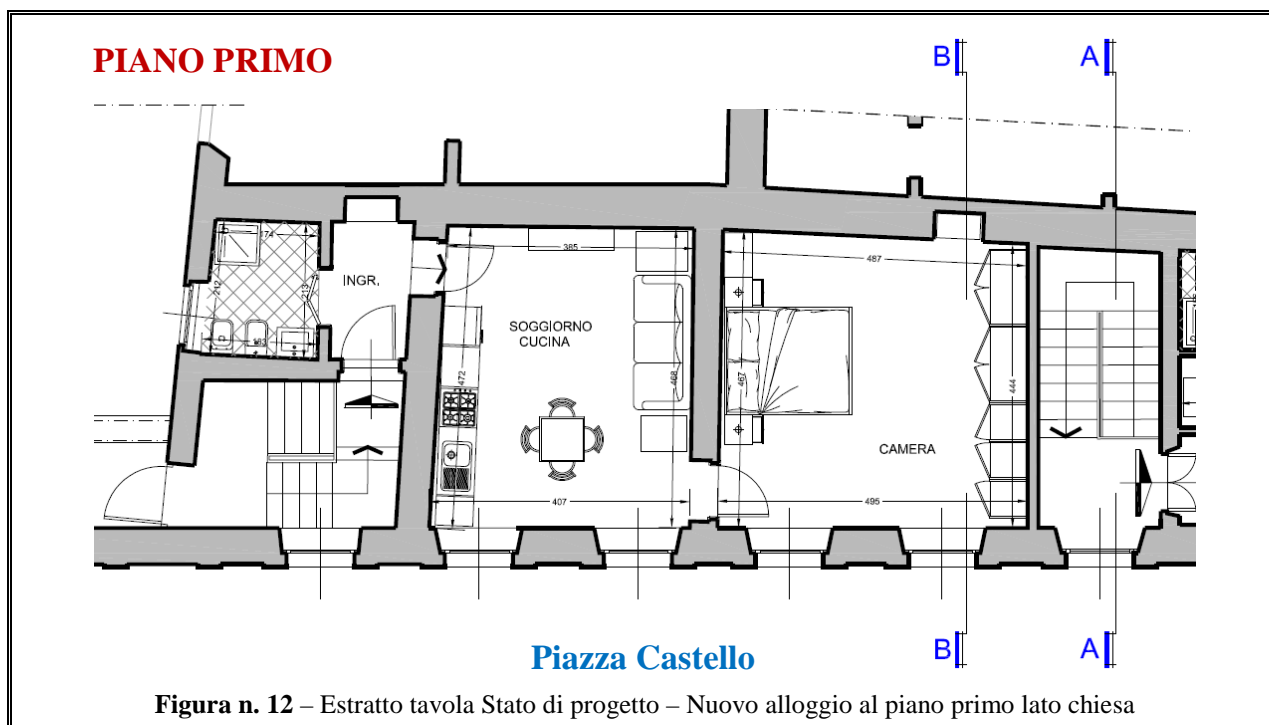 PIANO PRIMO
B
A
174
385
487
INGR.
212
213
SOGGIORNO
CUCINA
183
472
468
467
444
CAMERA
407
495
Piazza Castello
B
A
Figura n. 12 – Estratto tavola Stato di progetto – Nuovo alloggio al piano primo lato chiesa